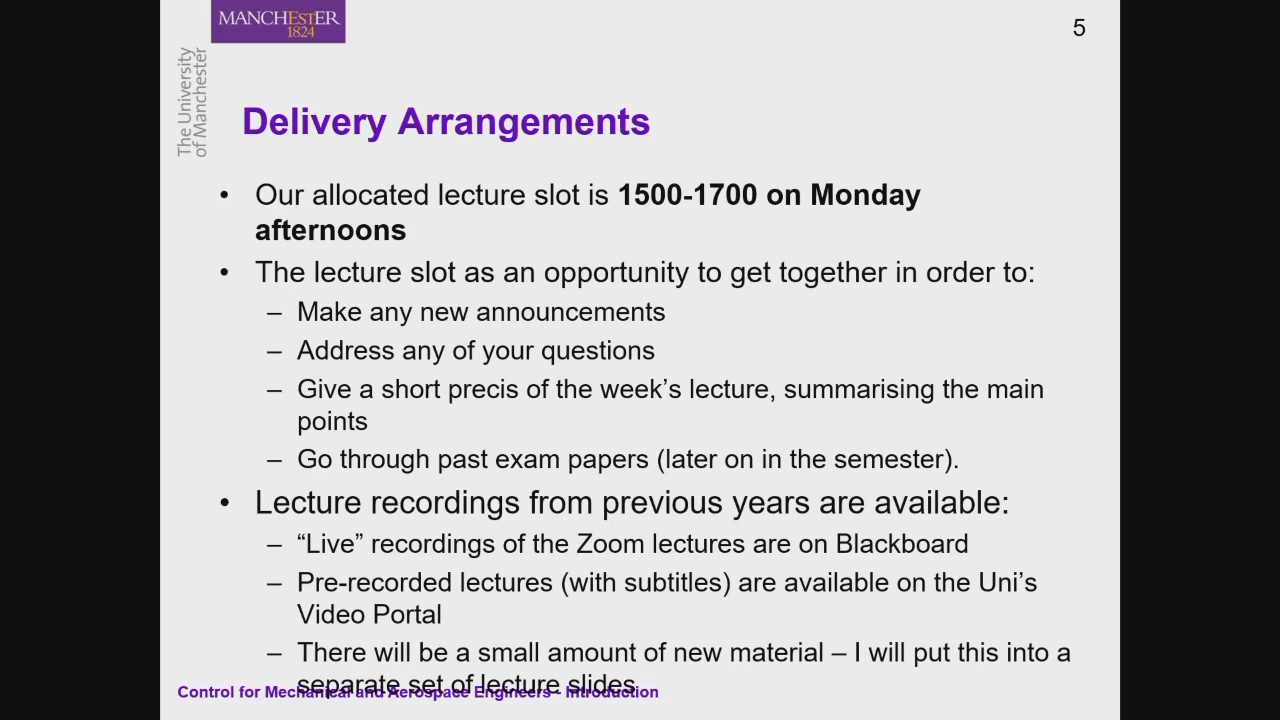 MANCHESTER
1824
The University
of Manchester
5
Delivery Arrangements
• Our allocated lecture slot is 1500-1700 on Monday
afternoons
• The lecture slot as an opportunity to get together in order to:
– Make any new announcements
– Address any of your questions
– Give a short precis of the week's lecture, summarising the main
points
– Go through past exam papers (later on in the semester).
• Lecture recordings from previous years are available:
– “Live” recordings of the Zoom lectures are on Blackboard
– Pre-recorded lectures (with subtitles) are available on the Uni’s
Video Portal
– There will be a small amount of new material – I will put this into a
separate set of lecture slides
Control for Mechanical and Aerospace Engineers - Introduction